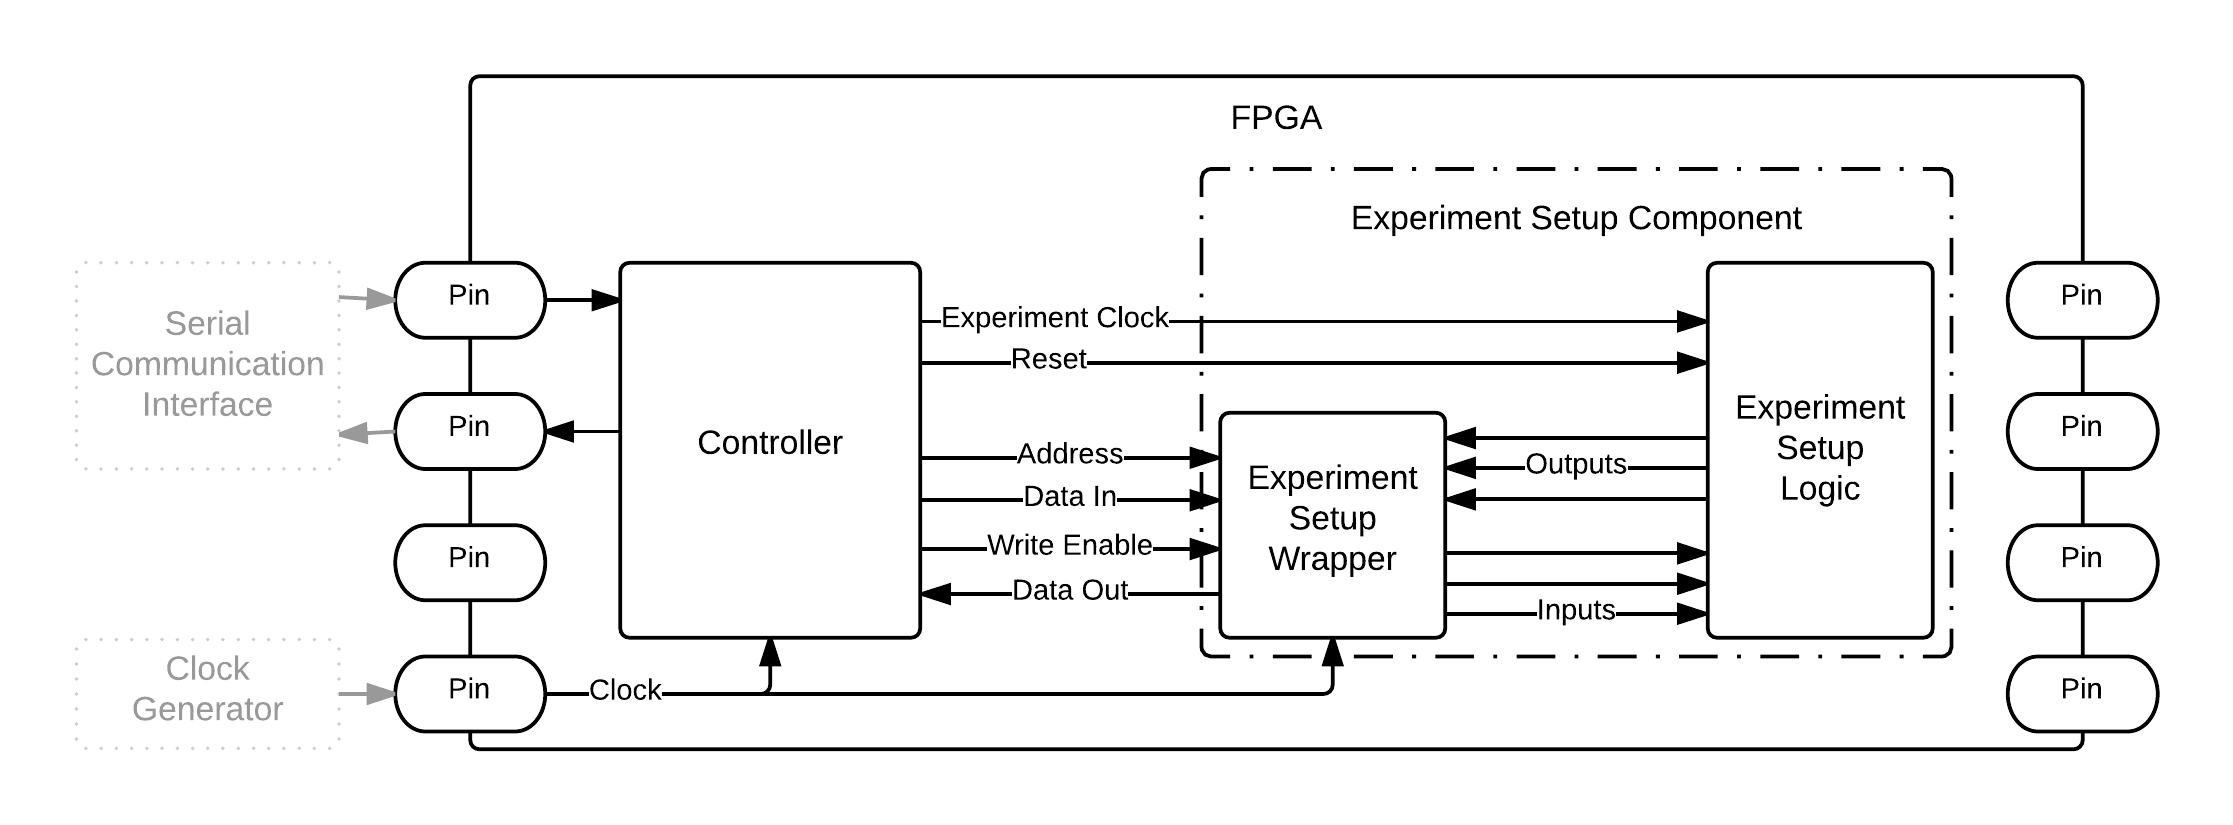 FPGA
Experiment Setup Component
Serial
Communication
Interface
Pin
Pin
Pin
Pin
Clock
Generator
Clock
Controller
Experiment Clock
Reset
Address
Data In
Write Enable
Data Out
Experiment
Setup
Wrapper
Outputs
Inputs
Experiment
Setup
Logic
Pin
Pin
Pin
Pin